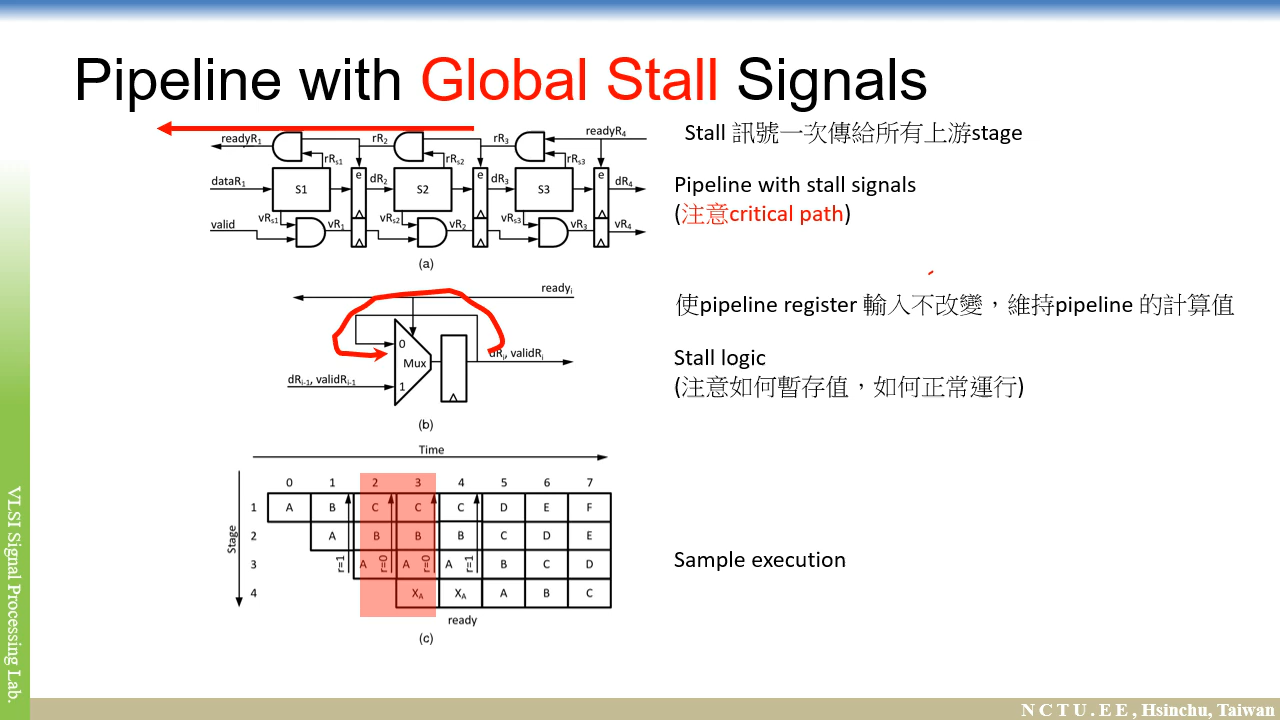 Pipeline with Global Stall Signals
Stall 訊號一次傳給所有上游stage
readyR1 rR2 rR3 readyR4
rRs1 rRs2 rRs3
e e e
dataR1 S1 dR2 S2 dR3 S3 dR4
vRs1 vRs2 vRs3
valid vR1 vR2 vR3 vR4
(a)
Pipeline with stall signals
(注意critical path)
readyi
0
Mux
dRi, validRi
dRi-1, validRi-1
1
(b)
使pipeline register 輸入不改變，維持pipeline 的計算值
Stall logic
(注意如何暫存值，如何正常運行)
Time
0 1 2 3 4 5 6 7
Stage
1 A B C C C D E F
2 A B B B C D E
3 r=1 A r=0 A r=0 A r=1 B C D
4 XA XA A B C
ready
(c)
Sample execution
VLSI Signal Processing Lab.
N C T U . E E , Hsinchu, Taiwan